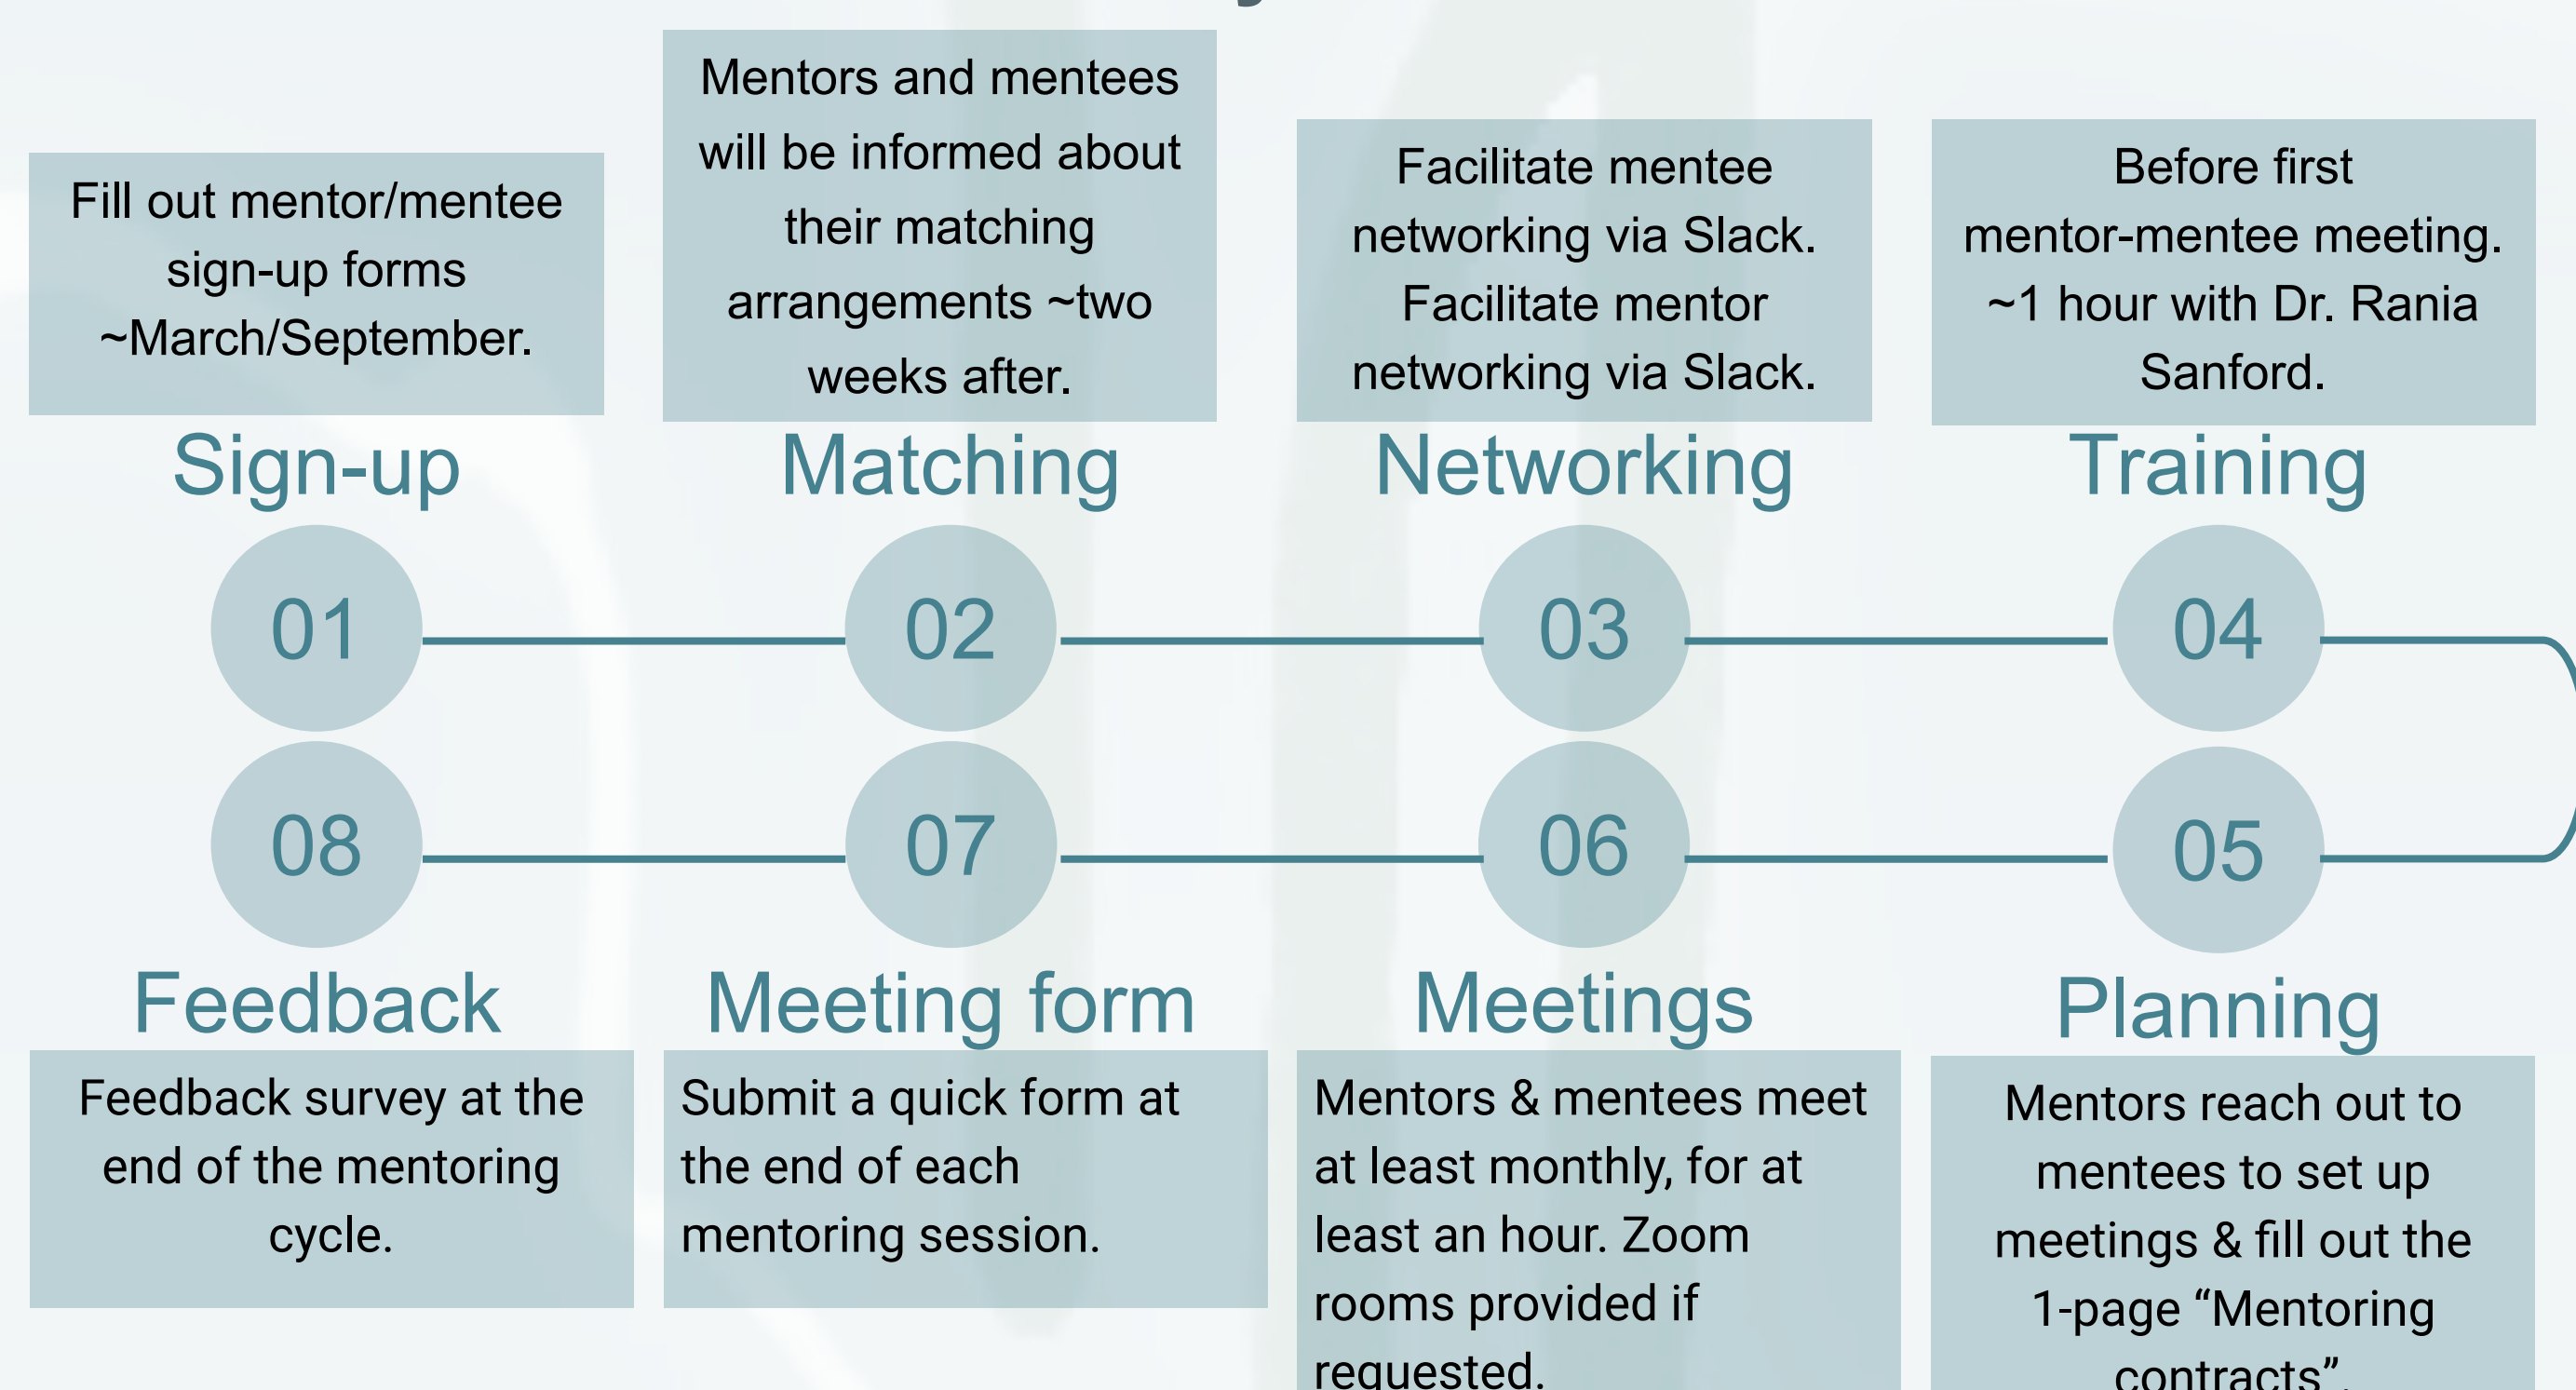 Fill out mentor/mentee
sign-up forms
~March/September.
Sign-up
01
Mentors and mentees
will be informed about
their matching
arrangements ~two
weeks after.
Matching
02
Facilitate mentee
networking via Slack.
Facilitate mentor
networking via Slack.
Networking
03
Before first
mentor-mentee meeting.
~1 hour with Dr. Rania
Sanford.
Training
04
05
Planning
Mentors reach out to
mentees to set up
meetings & fill out the
1-page “Mentoring
contracts”.
06
Meetings
Mentors & mentees meet
at least monthly, for at
least an hour. Zoom
rooms provided if
requested.
07
Meeting form
Submit a quick form at
the end of each
mentoring session.
08
Feedback
Feedback survey at the
end of the mentoring
cycle.